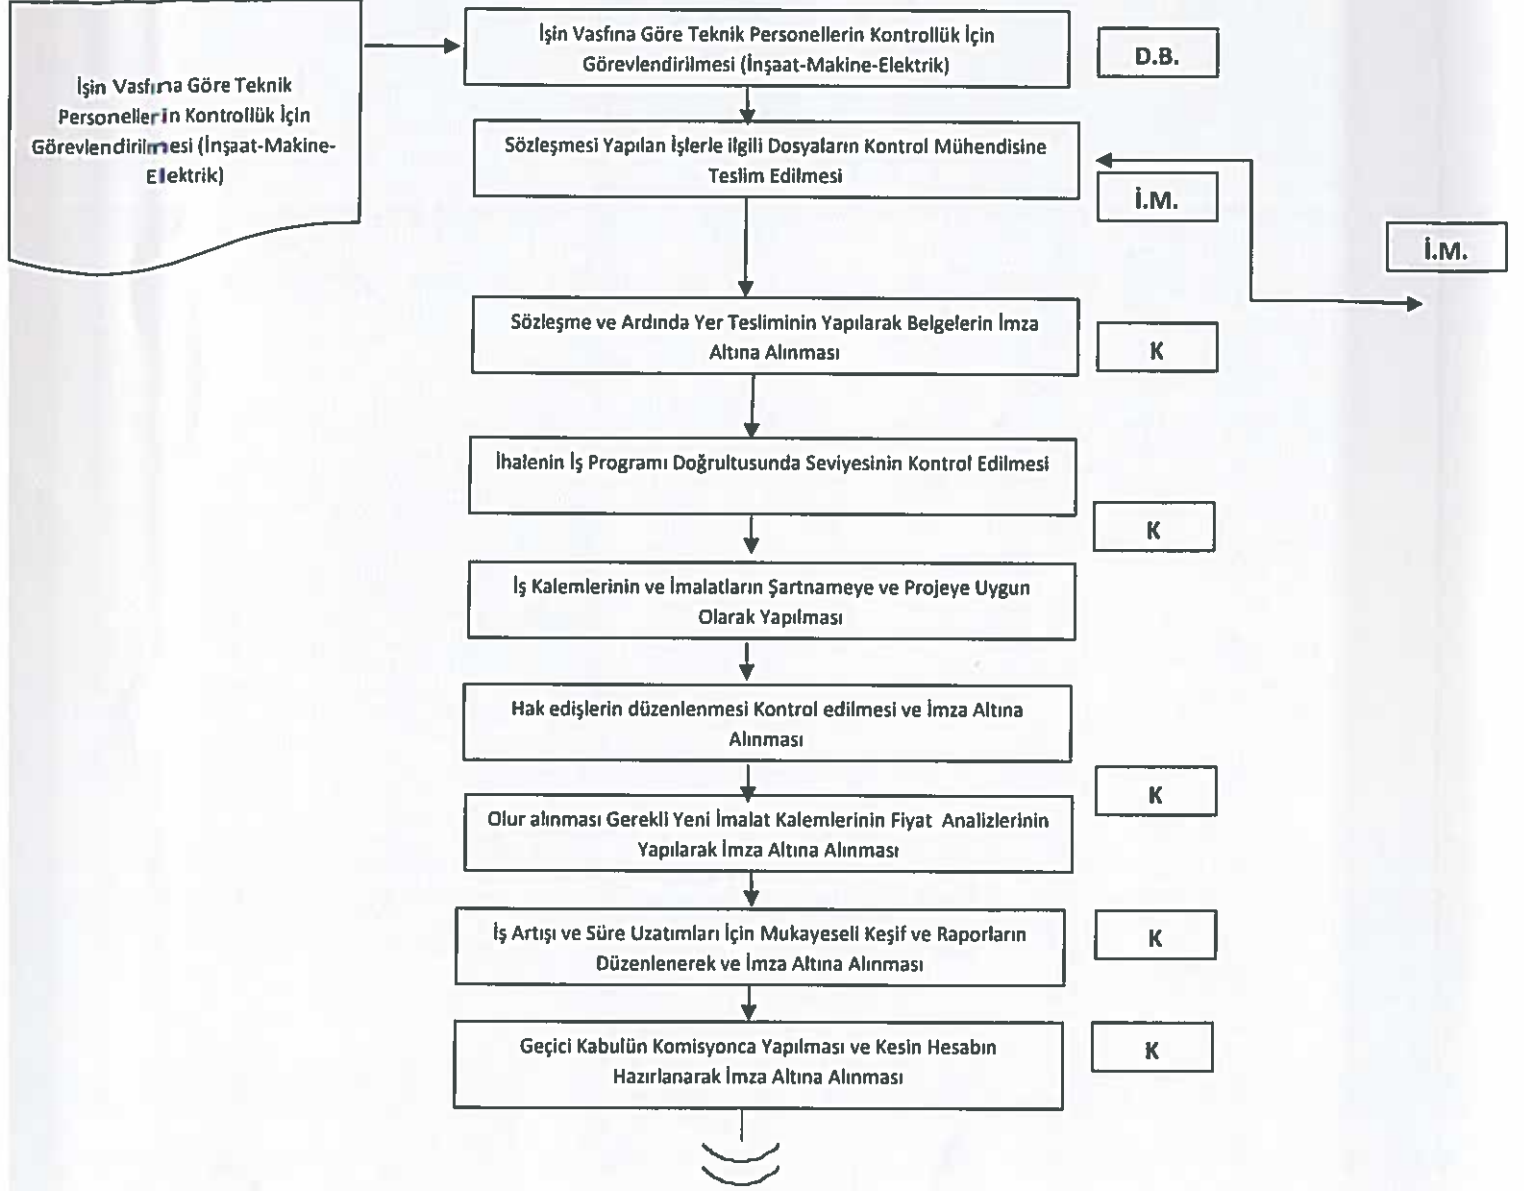 İşin Vasfına Göre Teknik
Personellerin Kontrollük İçin
Görevlendirilmesi (İnşaat-Makine-
Elektrik)
İşin Vasfına Göre Teknik Personellerin Kontrollük İçin
Görevlendirilmesi (İnşaat-Makine-Elektrik)
D.B.
Sözleşmesi Yapılan İşlerle ilgili Dosyaların Kontrol Mühendisine
Teslim Edilmesi
İ.M.
İ.M.
Sözleşme ve Ardında Yer Tesliminin Yapılarak Belgelerin İmza
Altına Alınması
K
İhalenin İş Programı Doğrultusunda Seviyesinin Kontrol Edilmesi
K
İş Kalemlerinin ve İmalatların Şartnameye ve Projeye Uygun
Olarak Yapılması
Hak edişlerin düzenlenmesi Kontrol edilmesi ve İmza Altına
Alınması
K
Olur alınması Gerekli Yeni İmalat Kalemlerinin Fiyat Analizlerinin
Yapılarak İmza Altına Alınması
İş Artışı ve Süre Uzatımları İçin Mukayeseli Keşif ve Raporların
Düzenlenerek ve İmza Altına Alınması
K
Geçici Kabulün Komisyonca Yapılması ve Kesin Hesabın
Hazırlanarak İmza Altına Alınması
K